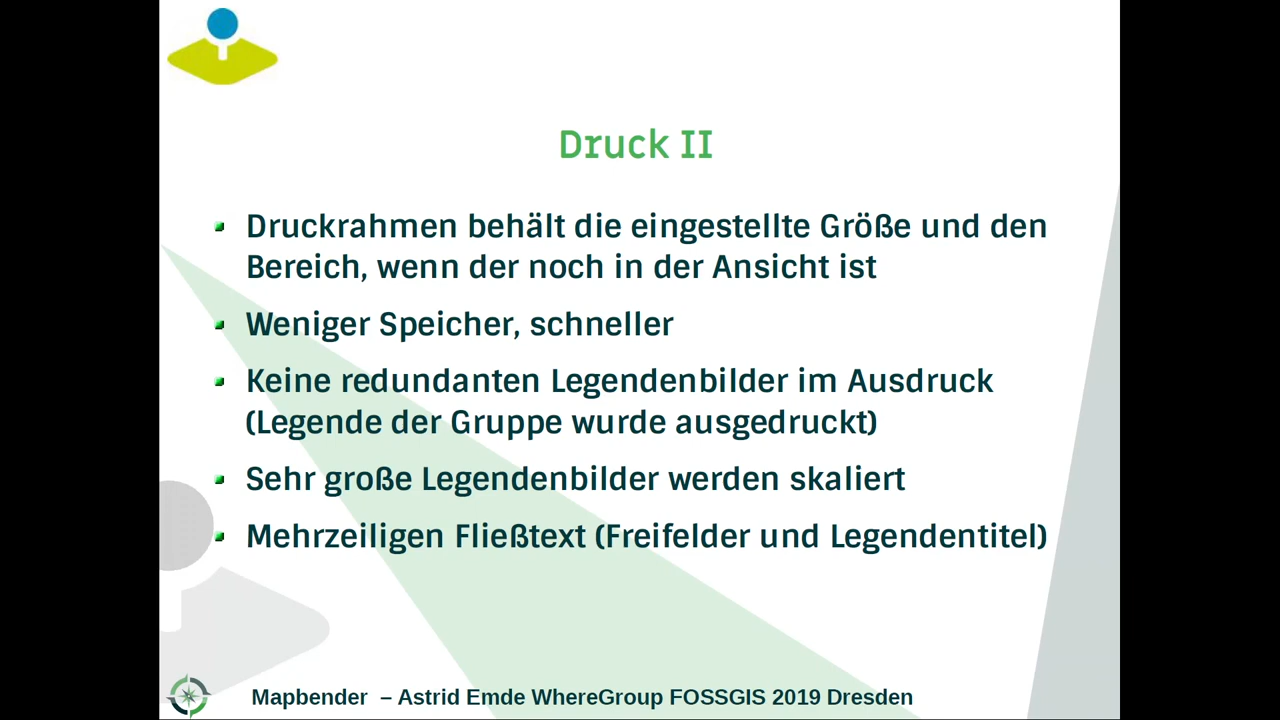 Druck II
Druckrahmen behält die eingestellte Größe und den
Bereich, wenn der noch in der Ansicht ist
Weniger Speicher, schneller
Keine redundanten Legendenbilder im Ausdruck
(Legende der Gruppe wurde ausgedruckt)
Sehr große Legendenbilder werden skaliert
Mehrzeiligen Fließtext (Freifelder und Legendentitel)
Mapbender – Astrid Emde WhereGroup FOSSGIS 2019 Dresden